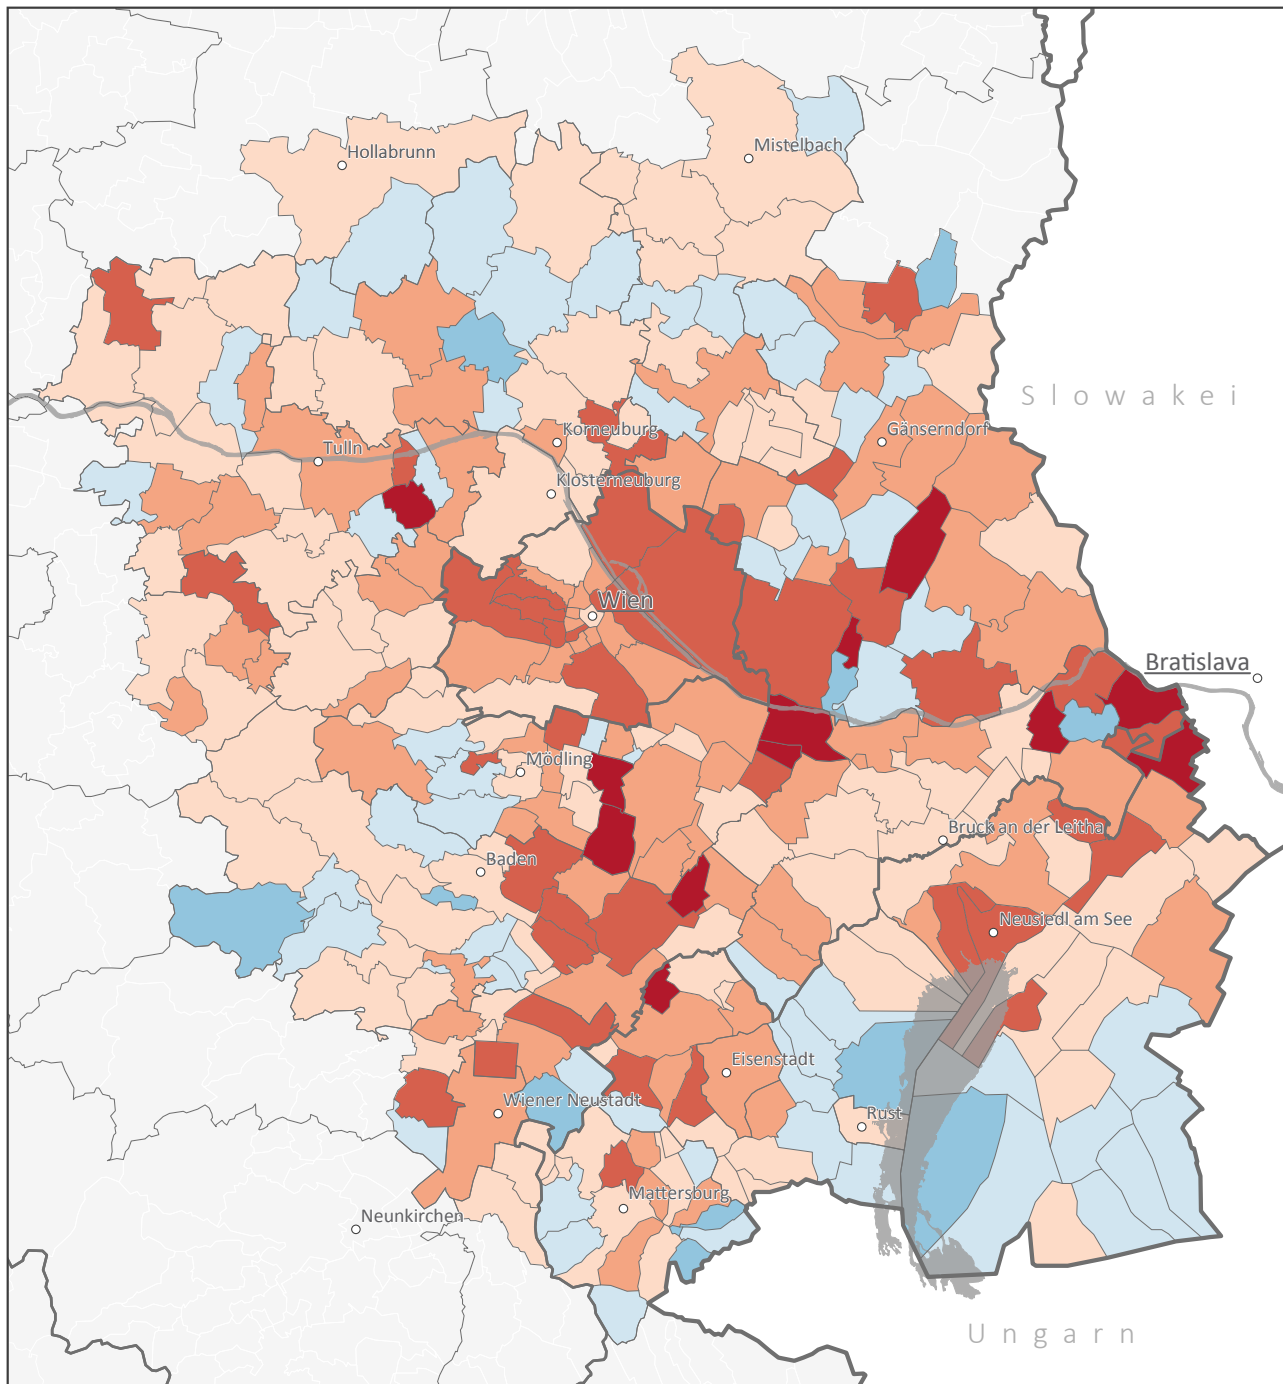 Hollabrunn
Mistelbach
Slowakei
Korneuburg
Gänserndorf
Tulln
Klosterneuburg
Wien
Bratislava
Mödling
Bruck an der Leitha
Baden
Neusiedl am See
Eisenstadt
Wiener Neustadt
Rust
Mattersburg
Neunkirchen
Ungarn